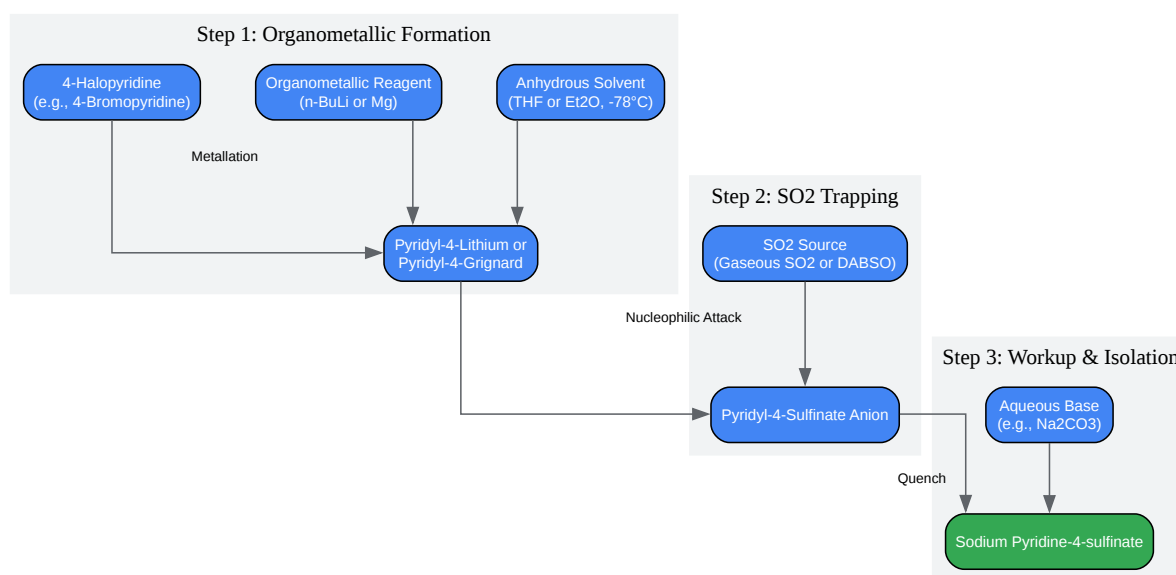 Step 1: Organometallic Formation
4-Halopyridine
(e.g., 4-Bromopyridine)
Organometallic Reagent
(n-BuLi or Mg)
Anhydrous Solvent
(THF or Et2O, -78°C)
Metallation
Pyridyl-4-Lithium or
Pyridyl-4-Grignard
Step 2: SO2 Trapping
SO2 Source
(Gaseous SO2 or DABSO)
Nucleophilic Attack
Pyridyl-4-Sulfinate Anion
Step 3: Workup & Isolation
Aqueous Base
(e.g., Na2CO3)
Quench
Sodium Pyridine-4-sulfinate